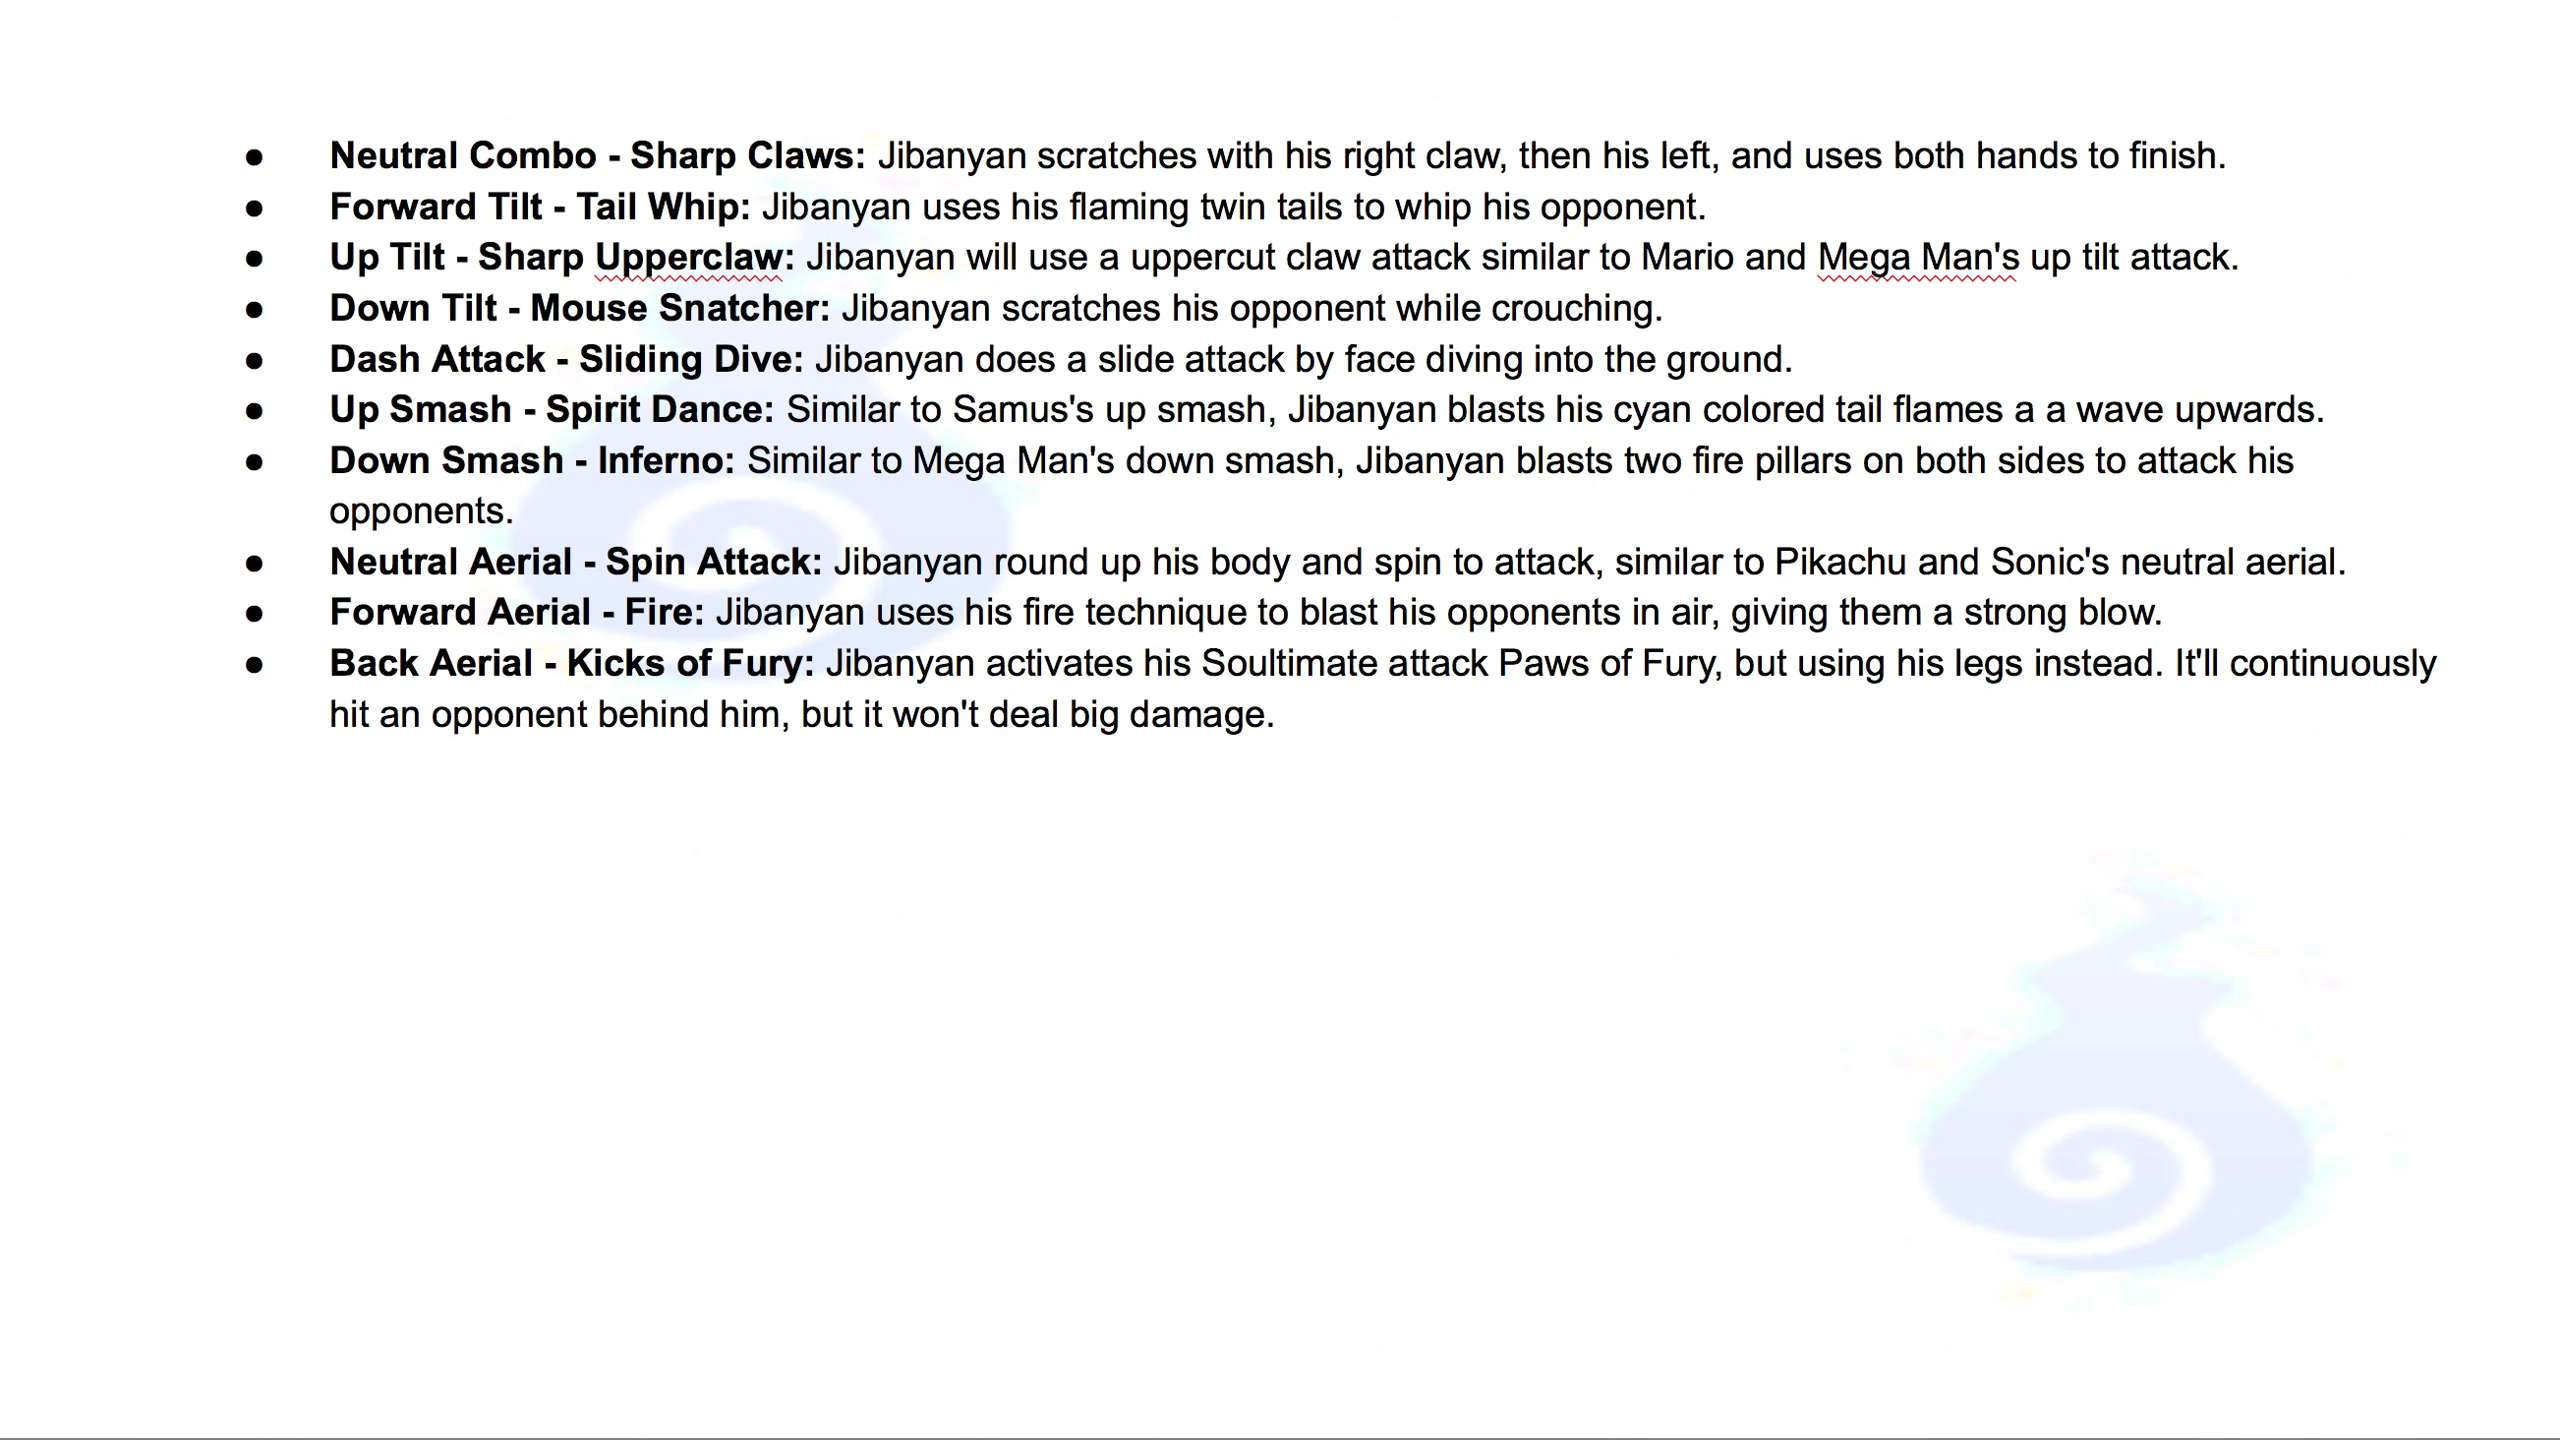 ● Neutral Combo - Sharp Claws: Jibanyan scratches with his right claw, then his left, and uses both hands to finish.
● Forward Tilt - Tail Whip: Jibanyan uses his flaming twin tails to whip his opponent.
● Up Tilt - Sharp Upperclaw: Jibanyan will use a uppercut claw attack similar to Mario and Mega Man's up tilt attack.
● Down Tilt - Mouse Snatcher: Jibanyan scratches his opponent while crouching.
● Dash Attack - Sliding Dive: Jibanyan does a slide attack by face diving into the ground.
● Up Smash - Spirit Dance: Similar to Samus's up smash, Jibanyan blasts his cyan colored tail flames a a wave upwards.
● Down Smash - Inferno: Similar to Mega Man's down smash, Jibanyan blasts two fire pillars on both sides to attack his
opponents.
● Neutral Aerial - Spin Attack: Jibanyan round up his body and spin to attack, similar to Pikachu and Sonic's neutral aerial.
● Forward Aerial - Fire: Jibanyan uses his fire technique to blast his opponents in air, giving them a strong blow.
● Back Aerial - Kicks of Fury: Jibanyan activates his Soultimate attack Paws of Fury, but using his legs instead. It'll continuously
hit an opponent behind him, but it won't deal big damage.